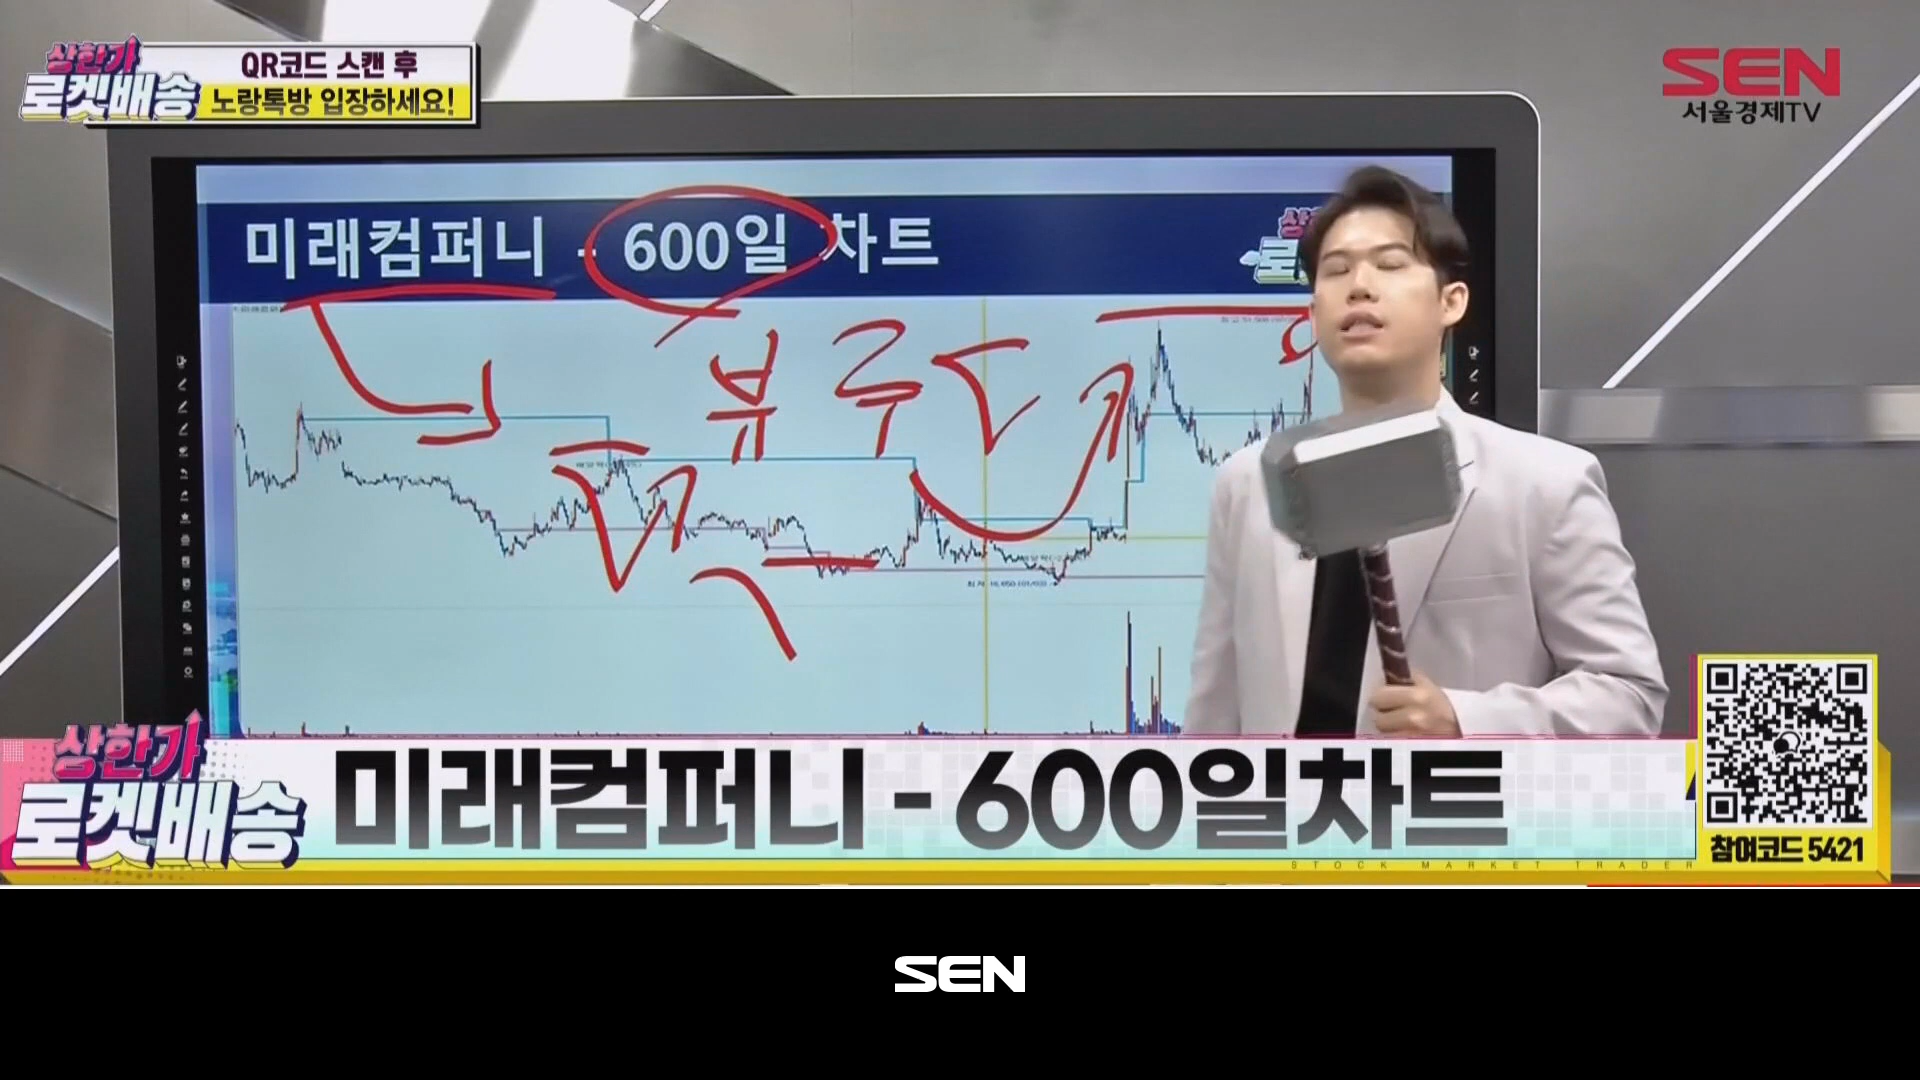 상한가
로켓배송
QR코드 스캔 후
노랑톡방 입장하세요!
SEN
서울경제TV
미래컴퍼니 - 600일 차트
상한가
로켓배송
미래컴퍼니 - 600일차트
STOCK MARKET TRADER
참여코드 5421
SEN